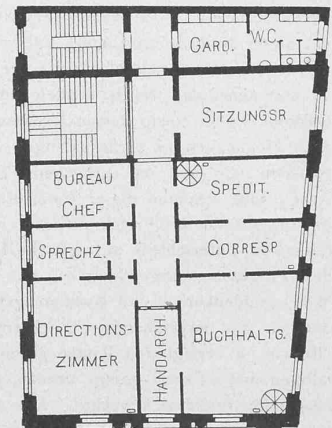 GARD.
W.C.
SITZUNGSR
BUREAU
CHEF
SPEDIT.
SPRECHZ.
CORRESP.
DIRECTIONS-
ZIMMER
HANDARCH.
BUCHHALTG.